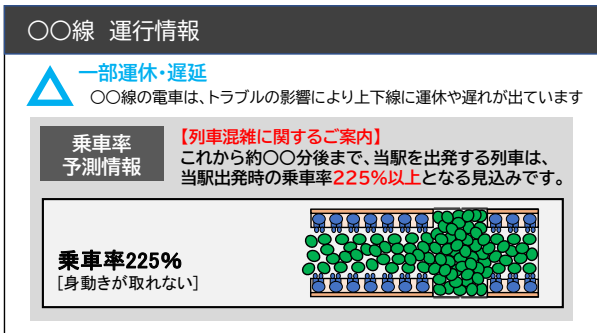 〇〇線 運行情報
一部運休・遅延
〇〇線の電車は、トラブルの影響により上下線に運休や遅れが出ています
乗車率
予測情報
【列車混雑に関するご案内】
これから約〇〇分後まで、当駅を出発する列車は、
当駅出発時の乗車率225%以上となる見込みです。
乗車率225%
[身動きが取れない]